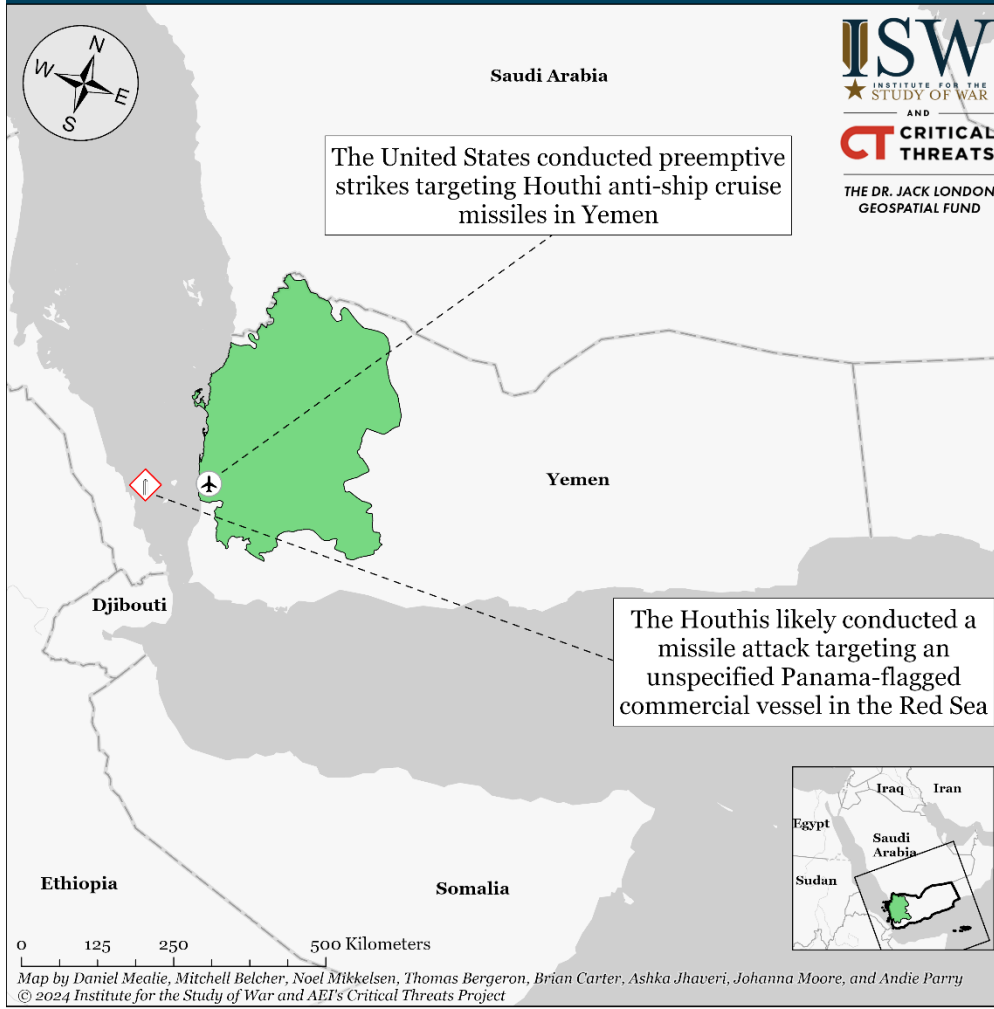 N
W
E
S
ISW
INSTITUTE FOR THE
STUDY OF WAR
AND
CT CRITICAL
THREATS
THE DR. JACK LONDON
GEOSPATIAL FUND
Saudi Arabia
The United States conducted preemptive
strikes targeting Houthi anti-ship cruise
missiles in Yemen
Yemen
Djibouti
The Houthis likely conducted a
missile attack targeting an
unspecified Panama-flagged
commercial vessel in the Red Sea
Iraq
Iran
Egypt
Saudi
Arabia
Sudan
Ethiopia
Somalia
0 125 250 500 Kilometers
Map by Daniel Mealie, Mitchell Belcher, Noel Mikkelsen, Thomas Bergeron, Brian Carter, Ashka Jhaveri, Johanna Moore, and Andie Parry
© 2024 Institute for the Study of War and AEI's Critical Threats Project